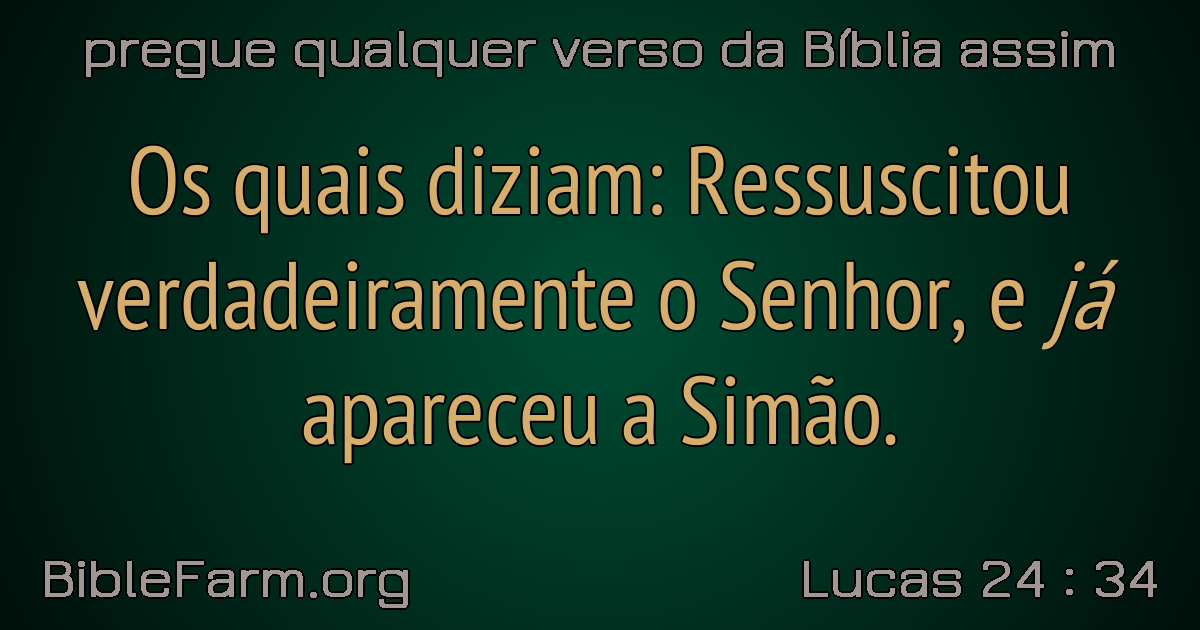 pregue qualquer verso da Bíblia assim
Os quais diziam: Ressuscitou
verdadeiramente o Senhor, e já
apareceu a Simão.
BibleFarm.org
Lucas 24 : 34